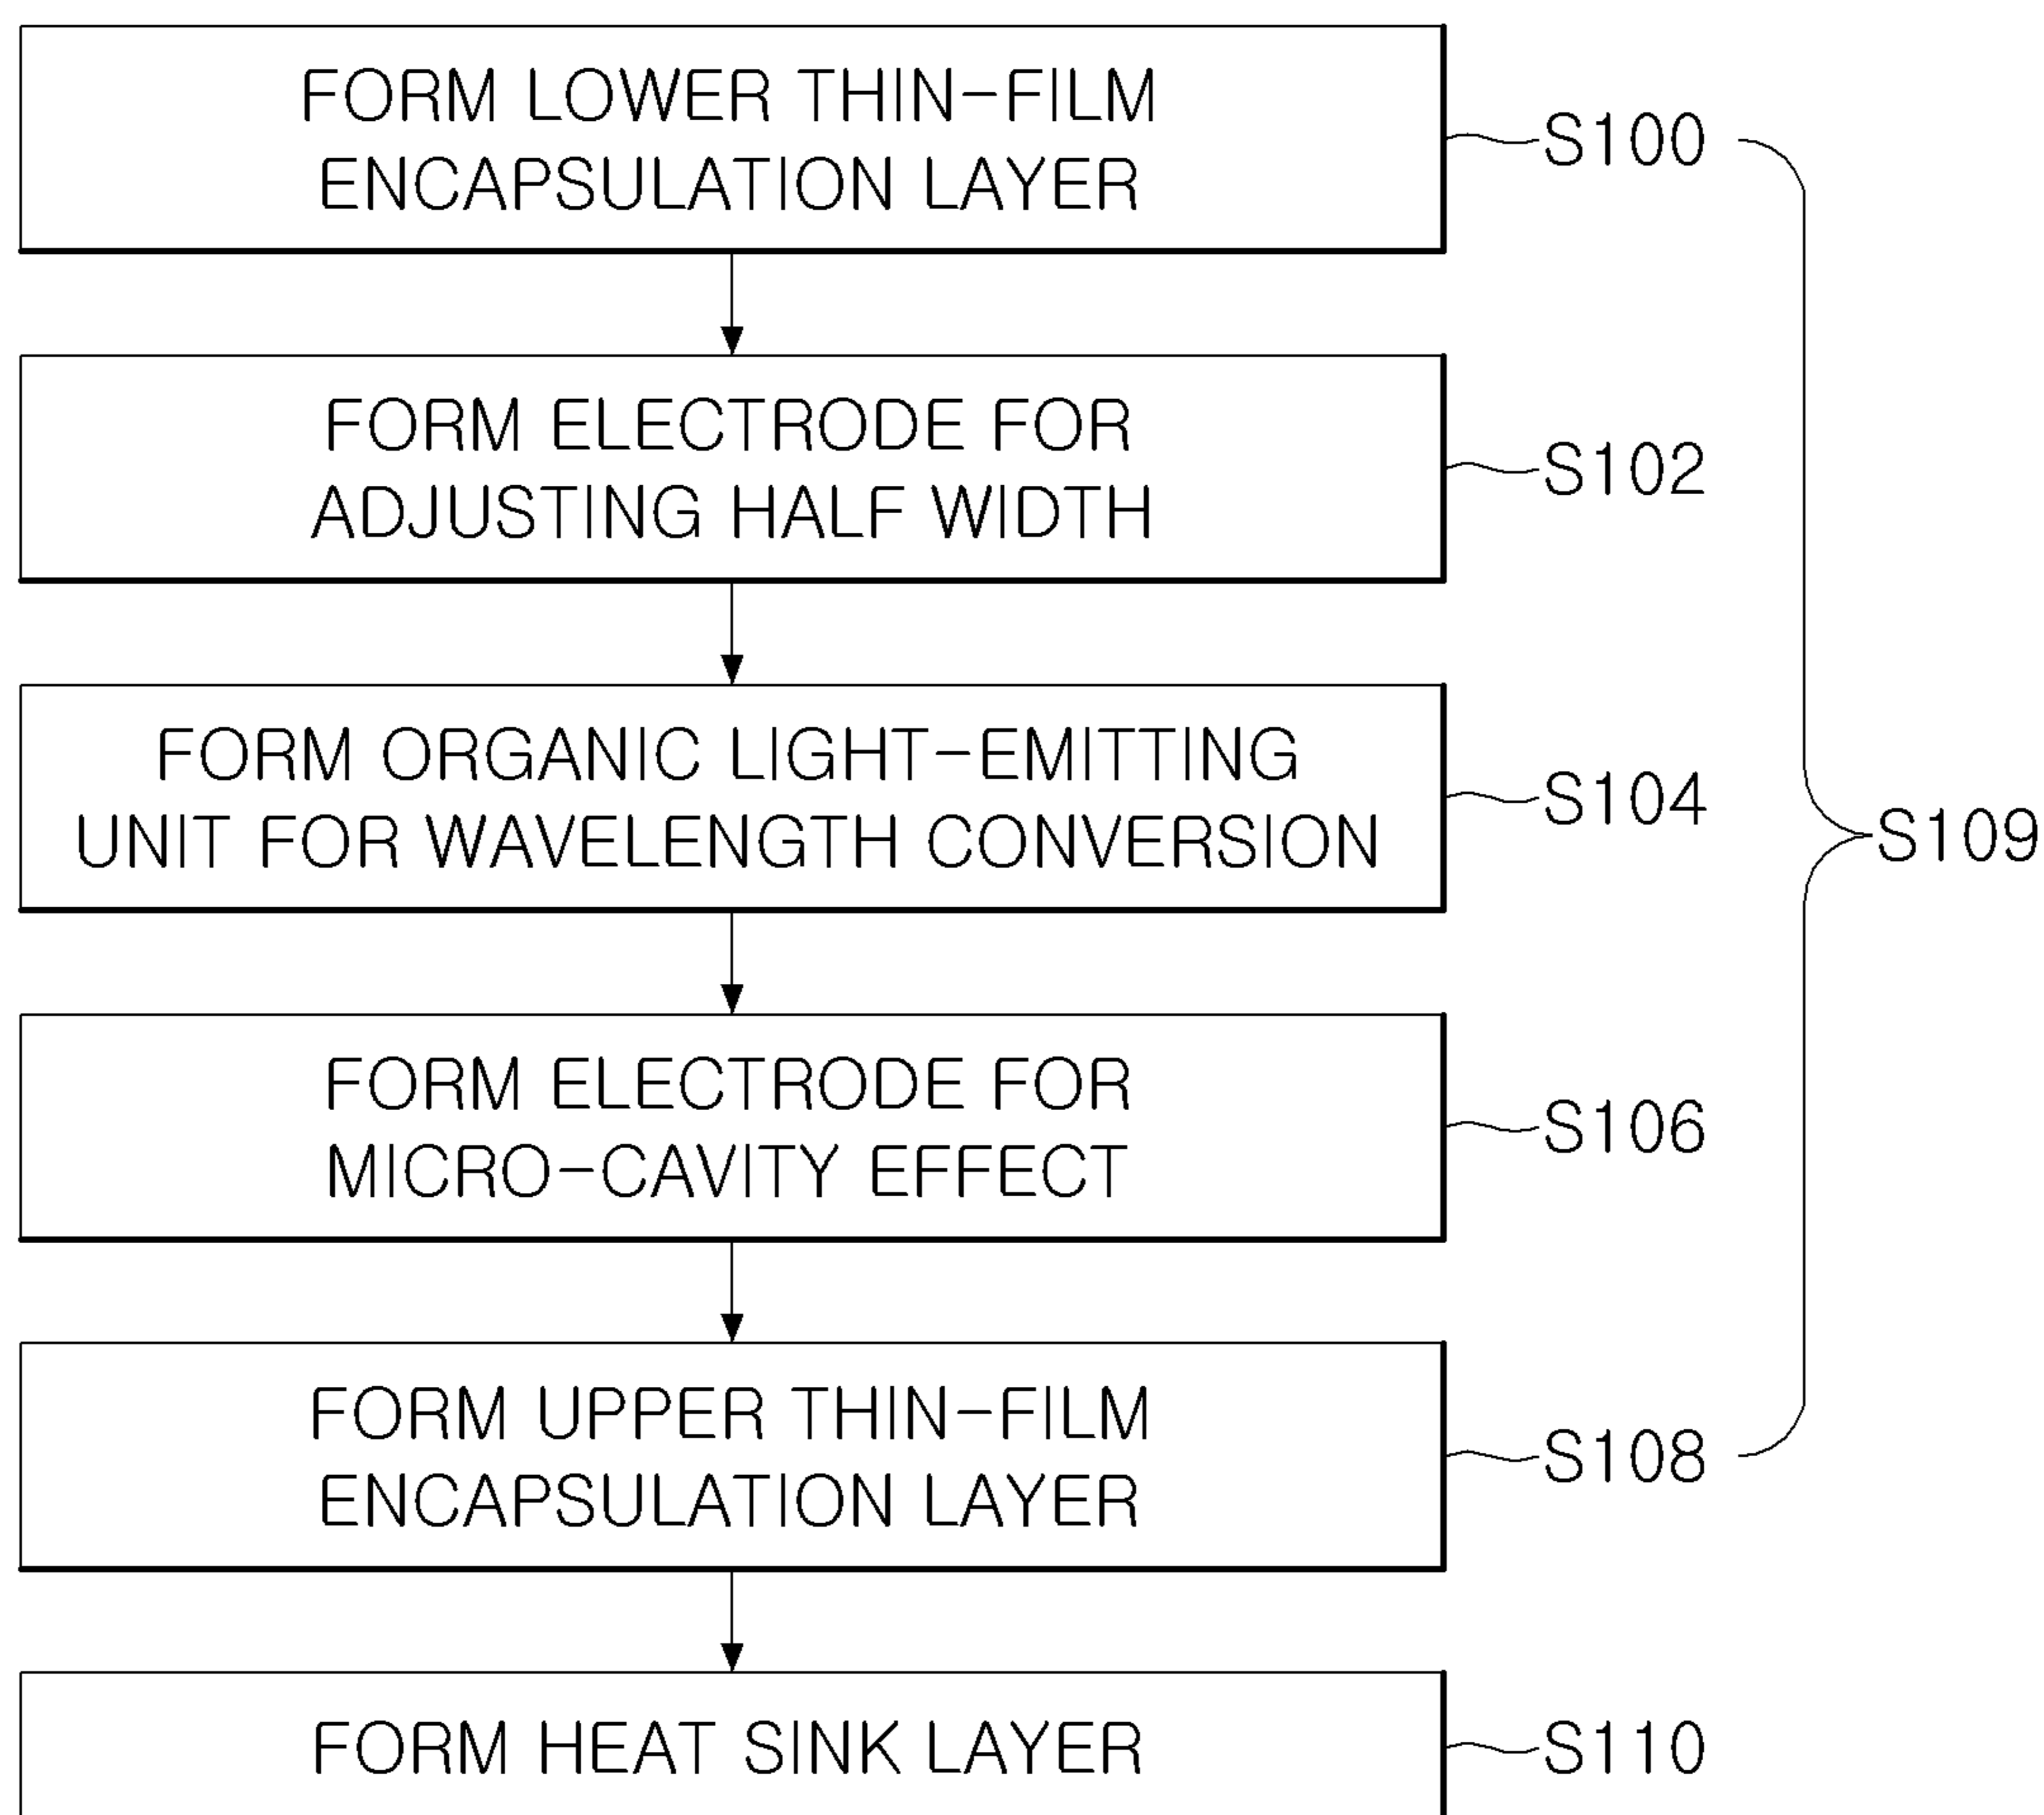 FORM LOWER THIN-FILM
ENCAPSULATION LAYER
S100
FORM ELECTRODE FOR
ADJUSTING HALF WIDTH
S102
FORM ORGANIC LIGHT-EMITTING
UNIT FOR WAVELENGTH CONVERSION
S104
S109
FORM ELECTRODE FOR
MICRO-CAVITY EFFECT
S106
FORM UPPER THIN-FILM
ENCAPSULATION LAYER
S108
FORM HEAT SINK LAYER
S110